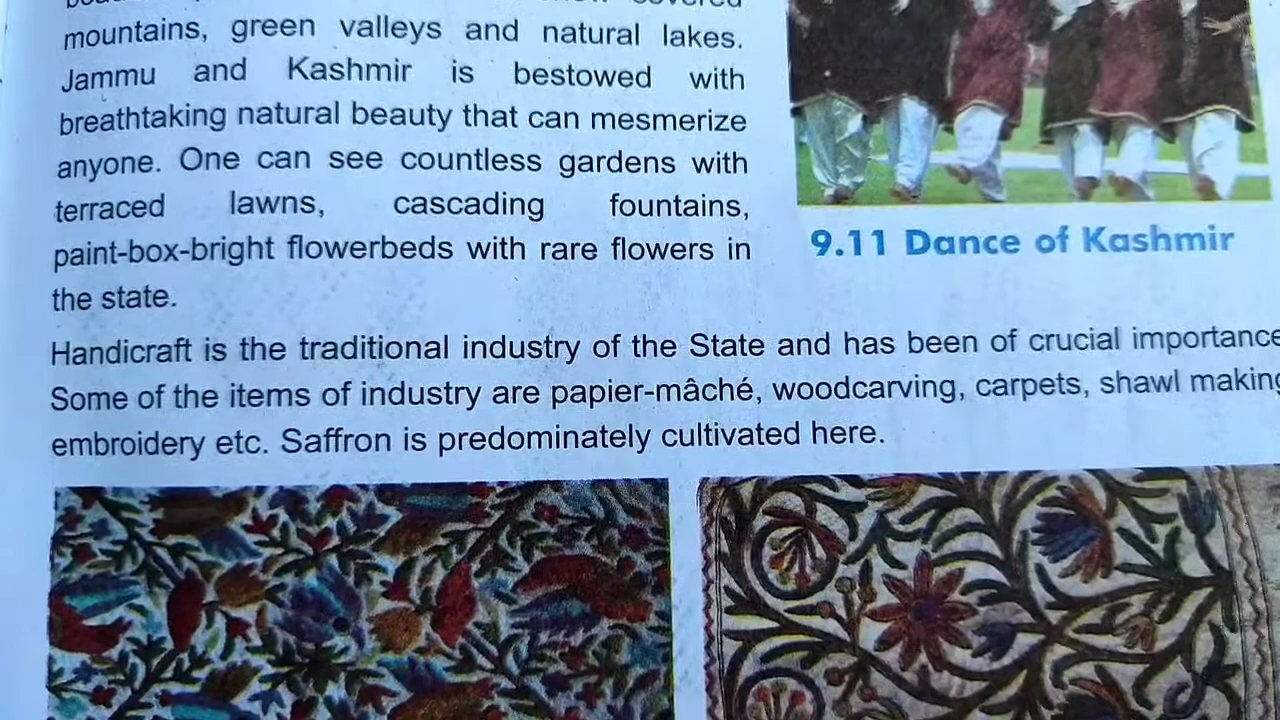 mountains, green valleys and natural lakes.
Jammu and Kashmir is bestowed with
breathtaking natural beauty that can mesmerize
anyone. One can see countless gardens with
terraced lawns, cascading fountains,
paint-box-bright flowerbeds with rare flowers in
the state.
9.11 Dance of Kashmir
Handicraft is the traditional industry of the State and has been of crucial importance
Some of the items of industry are papier-mâché, woodcarving, carpets, shawl making
embroidery etc. Saffron is predominately cultivated here.